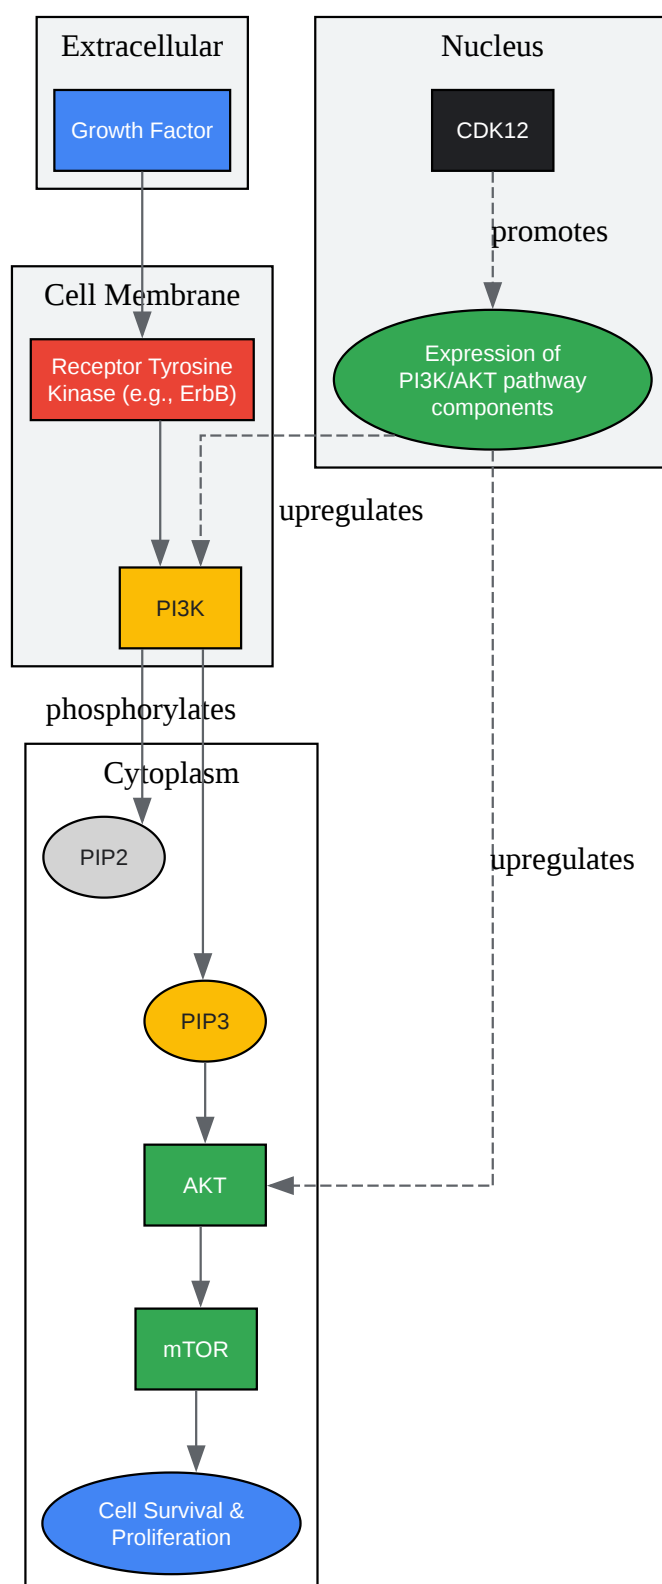 Extracellular
Nucleus
Growth Factor
CDK12
promotes
Cell Membrane
Receptor Tyrosine
Kinase (e.g., ErbB)
Expression of
PI3K/AKT pathway
components
upregulates
PI3K
phosphorylates
Cytoplasm
PIP2
upregulates
PIP3
AKT
mTOR
Cell Survival &
Proliferation